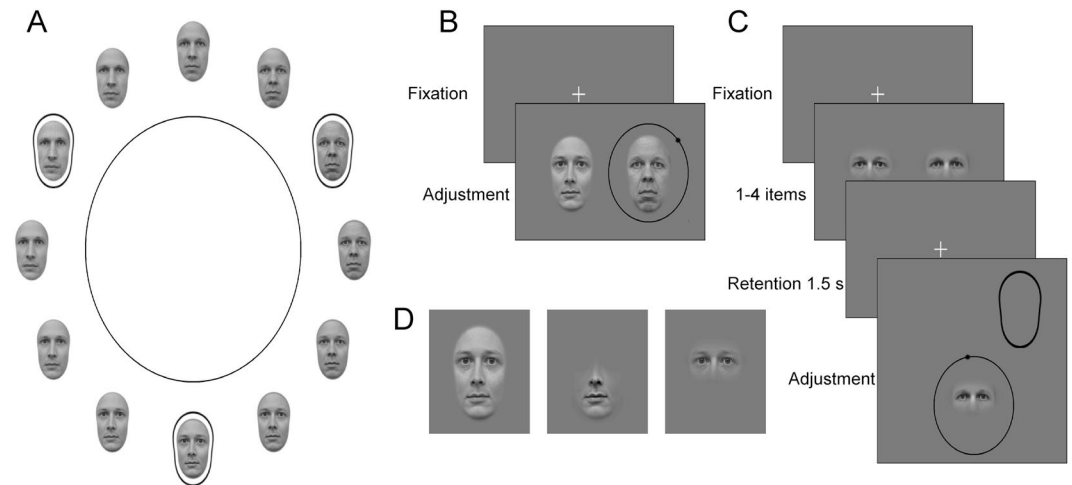 A
B
Fixation
Adjustment
C
Fixation
1-4 items
Retention 1.5 s
Adjustment
D